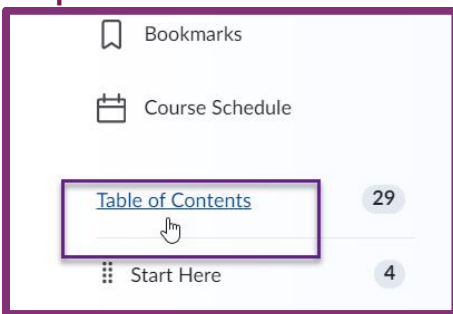 Bookmarks
Course Schedule
Table of Contents 29
Start Here 4